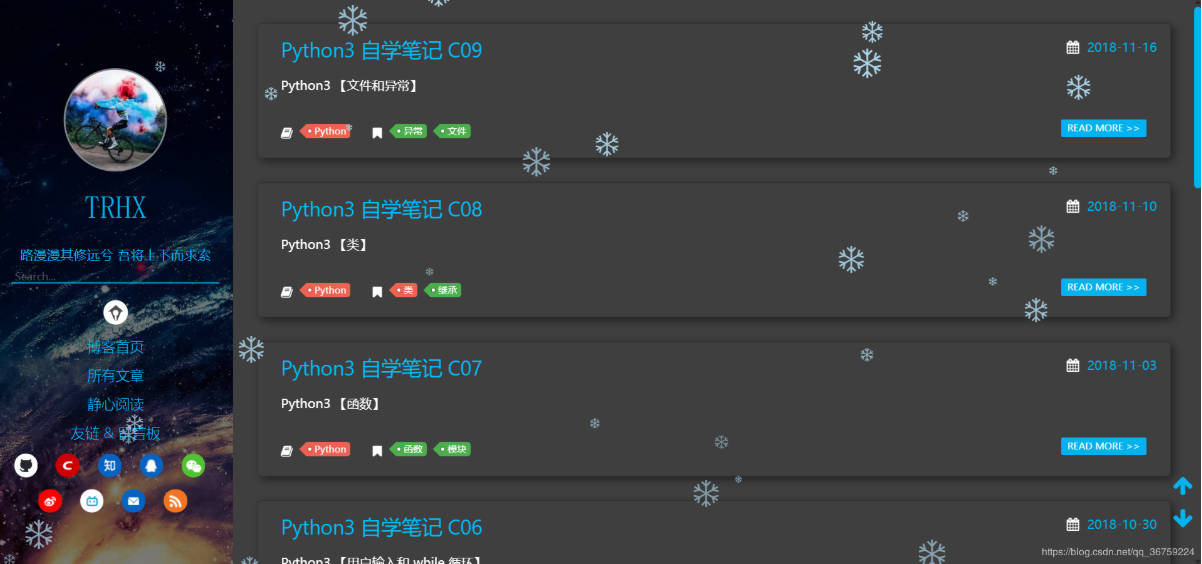 TRHX
路漫漫其修远兮 吾将上下而求索
Search...
博客首页
所有文章
静心阅读
友链 & 留言板
知
Python3 自学笔记 C09
2018-11-16
Python3 【文件和异常】
Python 异常 文件
READ MORE >>
Python3 自学笔记 C08
2018-11-10
Python3 【类】
Python 类 继承
READ MORE >>
Python3 自学笔记 C07
2018-11-03
Python3 【函数】
Python 函数 模块
READ MORE >>
Python3 自学笔记 C06
2018-10-30
Python3 【用户输入和 while 循环】
https://blog.csdn.net/qq_36759224